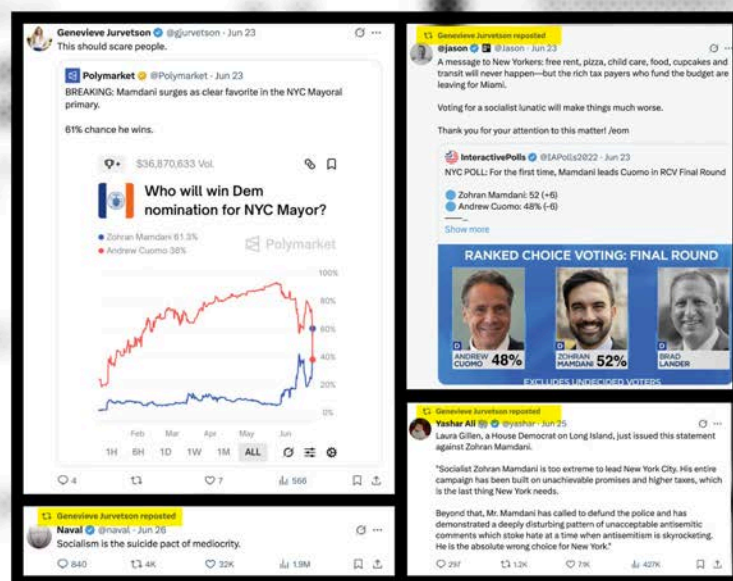 Genevieve Jurvetson @gjurvetson · Jun 23
This should scare people.
Polymarket @Polymarket · Jun 23
BREAKING: Mamdani surges as clear favorite in the NYC Mayoral
primary.
61% chance he wins.
$36,870,633 Vol.
Who will win Dem
nomination for NYC Mayor?
Zohran Mamdani 61.3%
Andrew Cuomo 38%
Polymarket
100%
80%
60%
40%
20%
0%
Feb Mar Apr May Jun
1H 6H 1D 1W 1M ALL
4 7 566
Genevieve Jurvetson reposted
Naval @naval · Jun 26
Socialism is the suicide pact of mediocrity.
840 4K 32K 1.9M
Genevieve Jurvetson reposted
@jason @Jason · Jun 23
A message to New Yorkers: free rent, pizza, child care, food, cupcakes and
transit will never happen—but the rich tax payers who fund the budget are
leaving for Miami.
Voting for a socialist lunatic will make things much worse.
Thank you for your attention to this matter! /eom
InteractivePolls @IAPolls2022 · Jun 23
NYC POLL: For the first time, Mamdani leads Cuomo in RCV Final Round
Zohran Mamdani: 52 (+6)
Andrew Cuomo: 48% (-6)
——_
Show more
RANKED CHOICE VOTING: FINAL ROUND
D D D
ANDREW
CUOMO 48%
ZOHRAN
MAMDANI 52%
BRAD
LANDER
EXCLUDES UNDECIDED VOTERS
Genevieve Jurvetson reposted
Yashar Ali @yashar · Jun 25
Laura Gillen, a House Democrat on Long Island, just issued this statement
against Zohran Mamdani.
"Socialist Zohran Mamdani is too extreme to lead New York City. His entire
campaign has been built on unachievable promises and higher taxes, which
is the last thing New York needs.
Beyond that, Mr. Mamdani has called to defund the police and has
demonstrated a deeply disturbing pattern of unacceptable antisemitic
comments which stoke hate at a time when antisemitism is skyrocketing.
He is the absolute wrong choice for New York."
297 1.2K 7.9K 427K